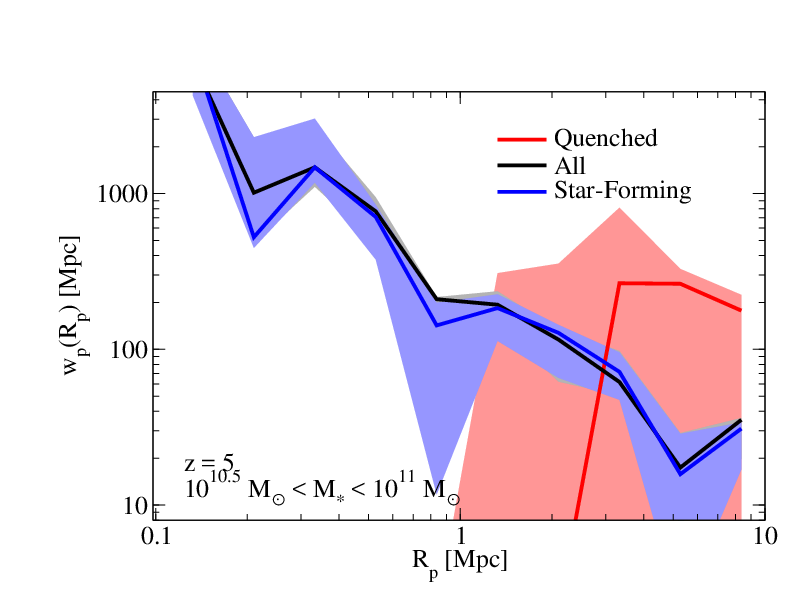 Quenched
All
Star-Forming
1000
100
10
w_p(R_p) [Mpc]
z = 5
10^10.5 M_⊙ < M_* < 10^11 M_⊙
0.1 1 10
R_p [Mpc]